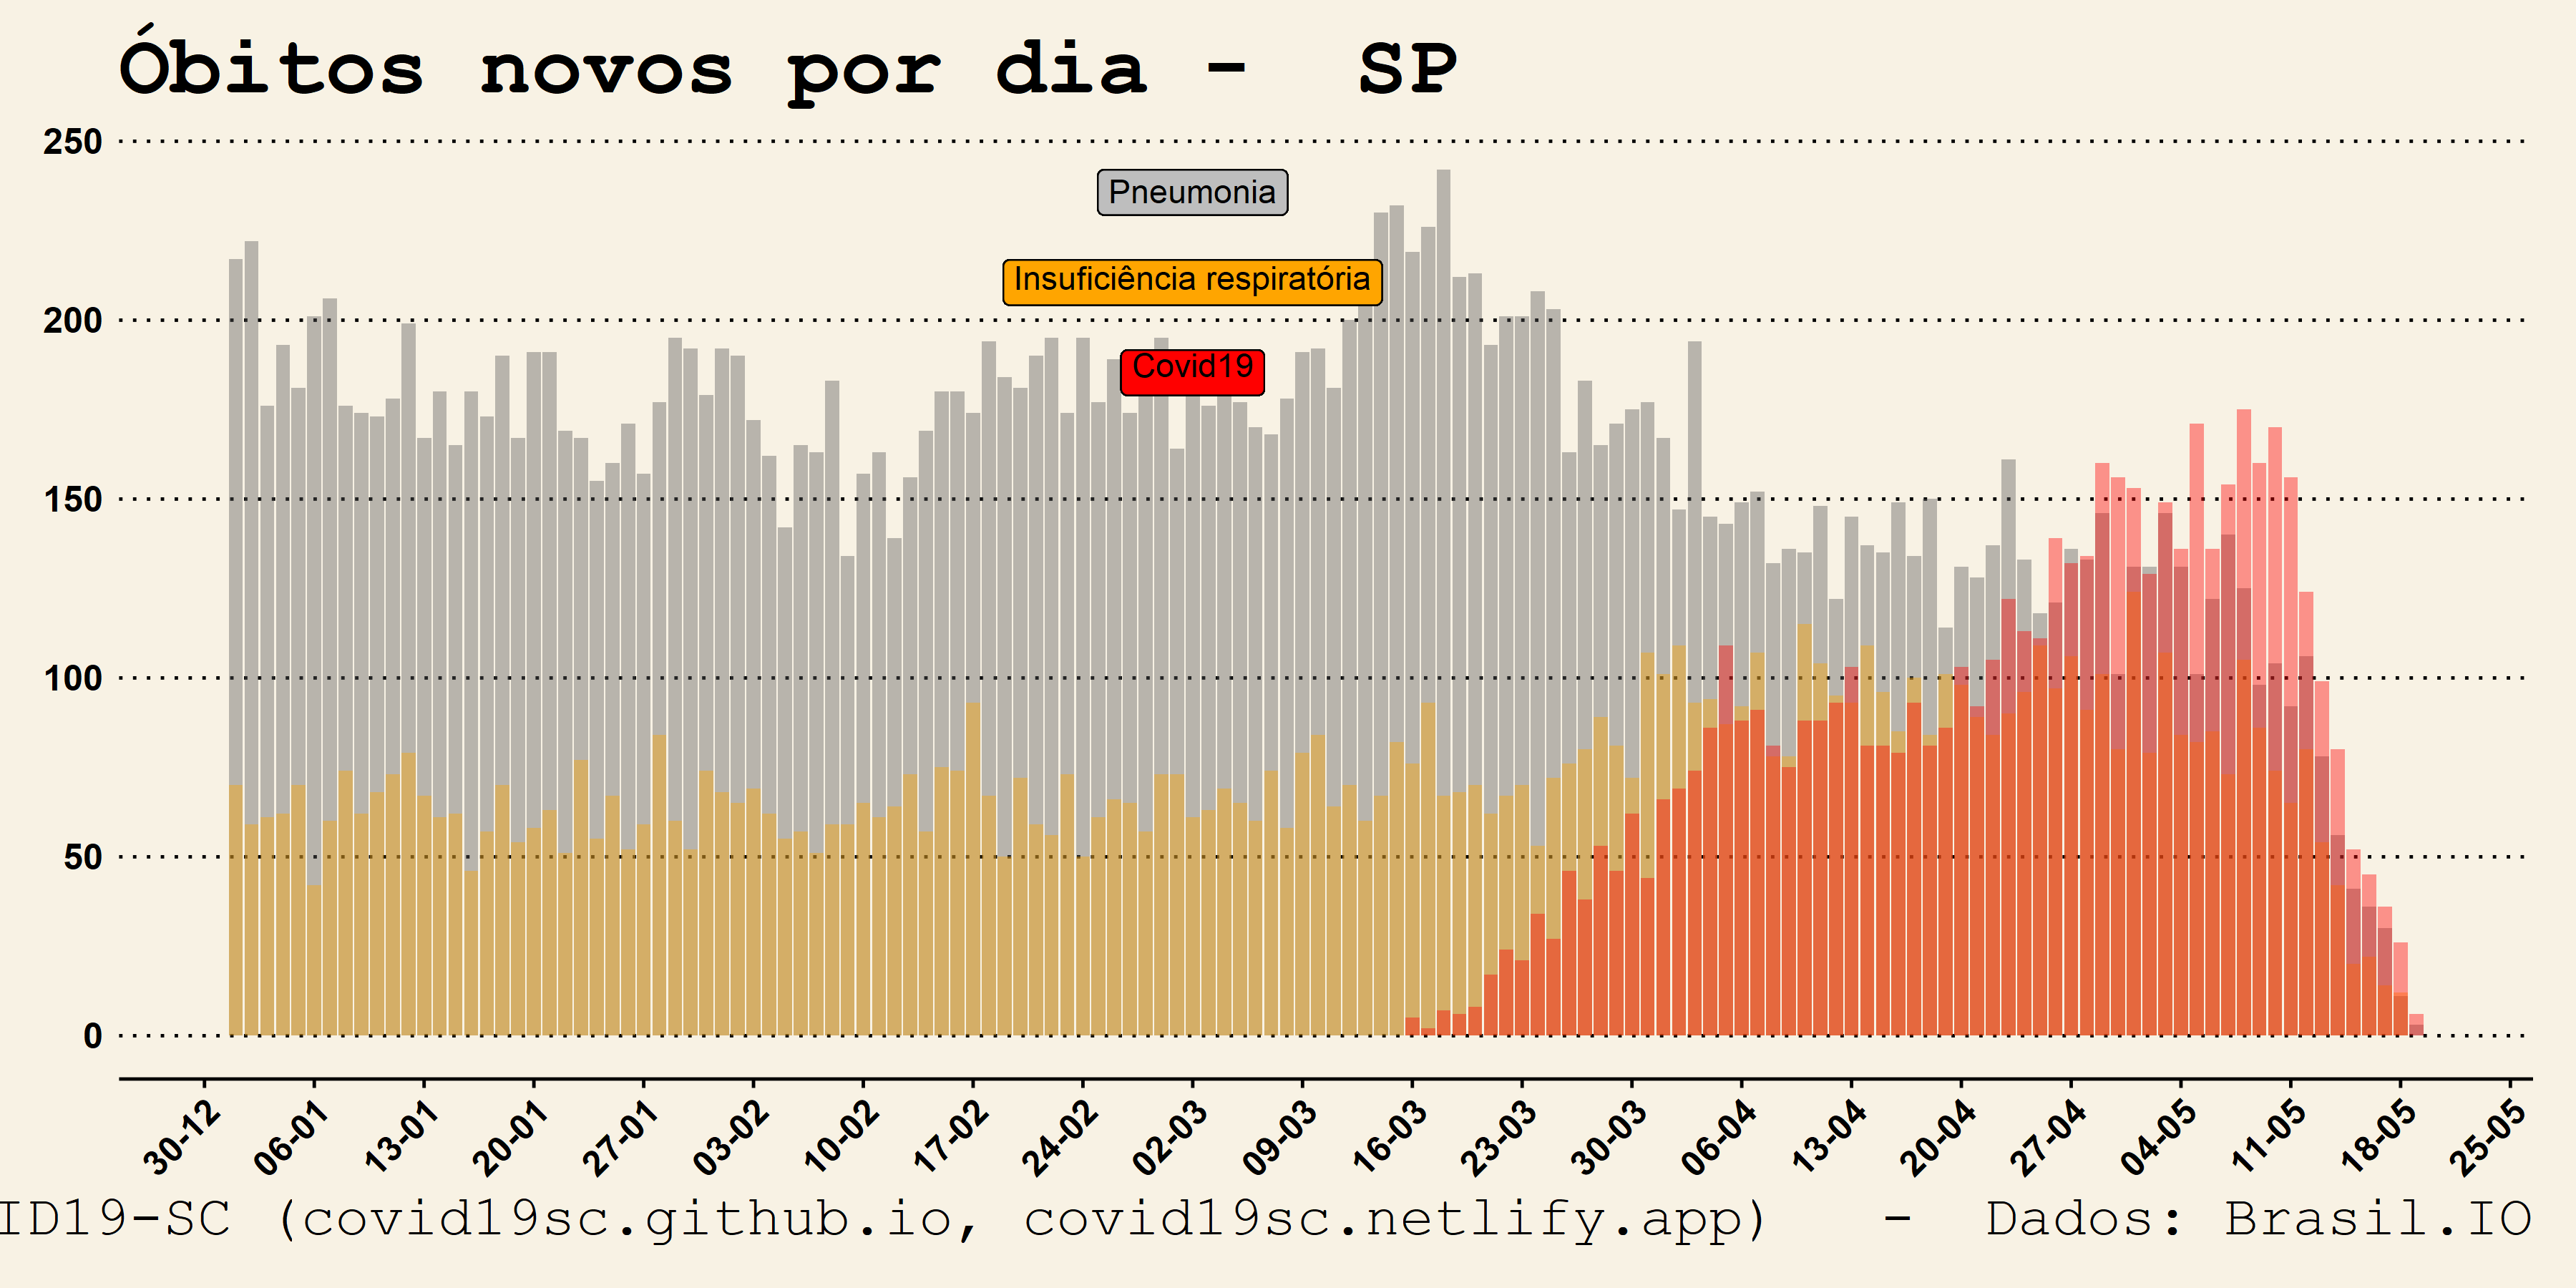 Óbitos novos por dia -  SP
250
Pneumonia
Insuficiência respiratória
200
Covid19
150
100
50
0
30-12 06-01 13-01 20-01 27-01 03-02 10-02 17-02 24-02 02-03 09-03 16-03 23-03 30-03 06-04 13-04 20-04 27-04 04-05 11-05 18-05 25-05
ID19-SC (covid19sc.github.io, covid19sc.netlify.app)  -  Dados: Brasil.IO